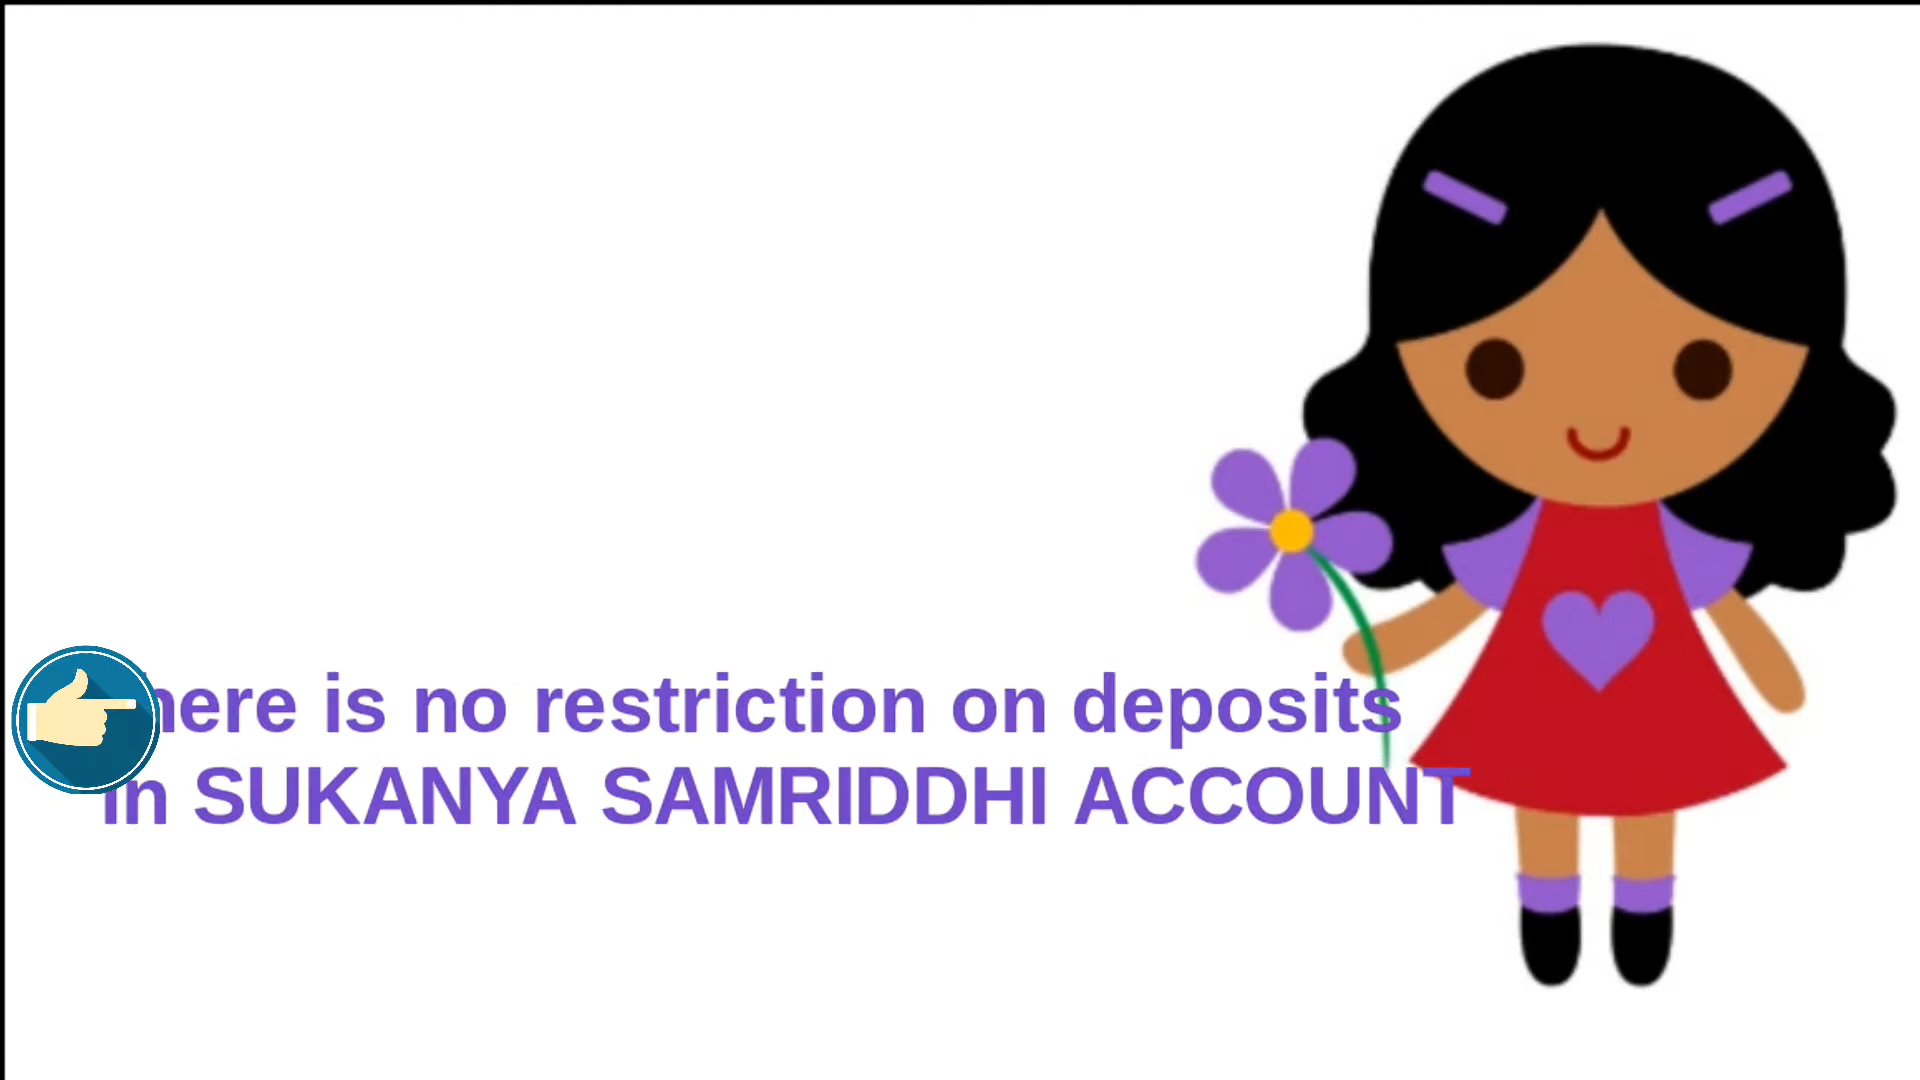 here is no restriction on deposits
in SUKANYA SAMRIDDHI ACCOUNT